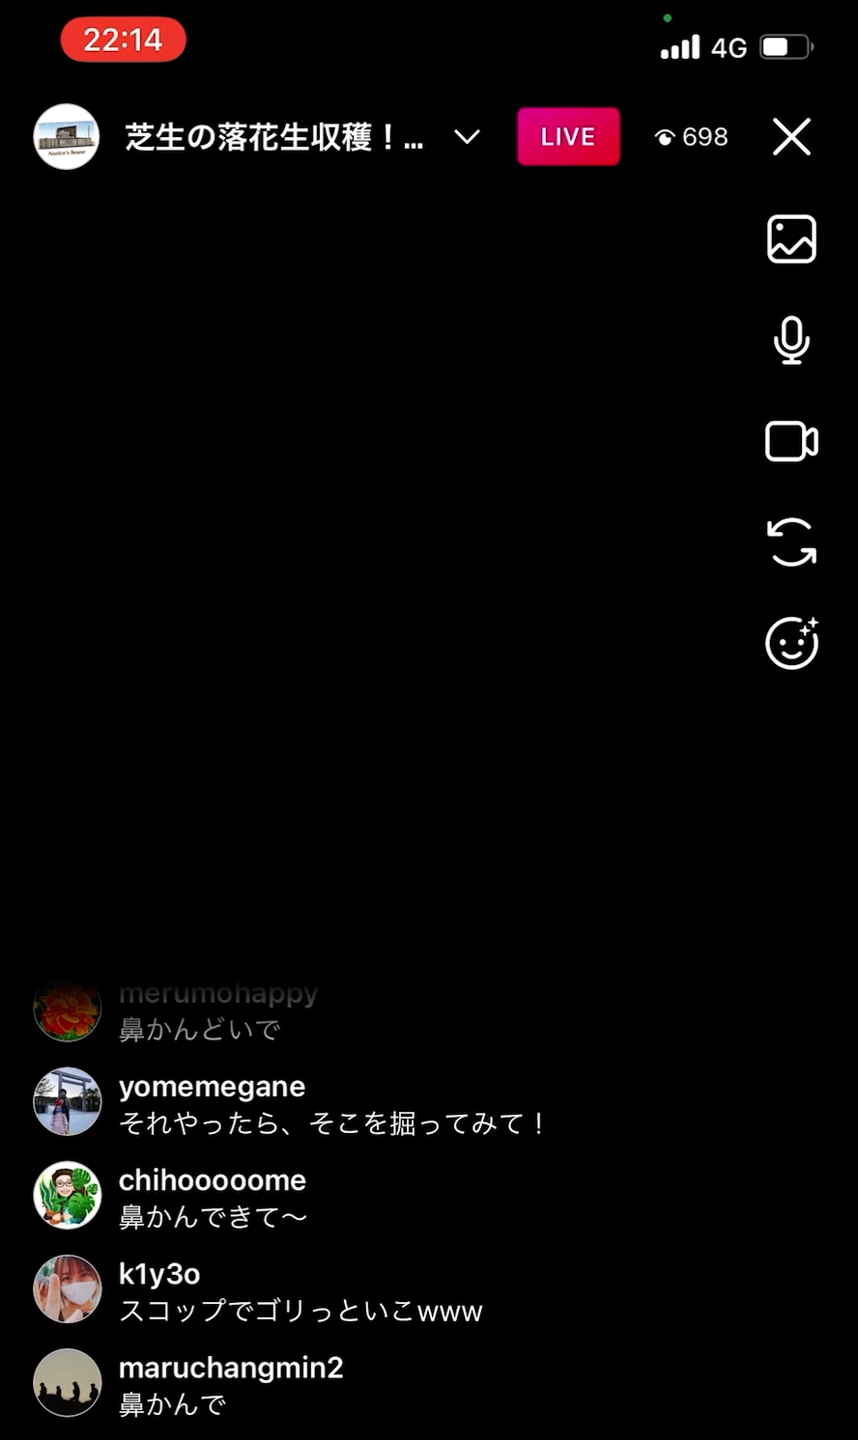 22:14
4G
芝生の落花生収穫！...
LIVE
698
Norico's house
merumohappy
鼻かんどいで
yomemegane
それやったら、そこを掘ってみて！
chihooooome
鼻かんできて〜
k1y3o
スコップでゴリっといこwww
maruchangmin2
鼻かんで